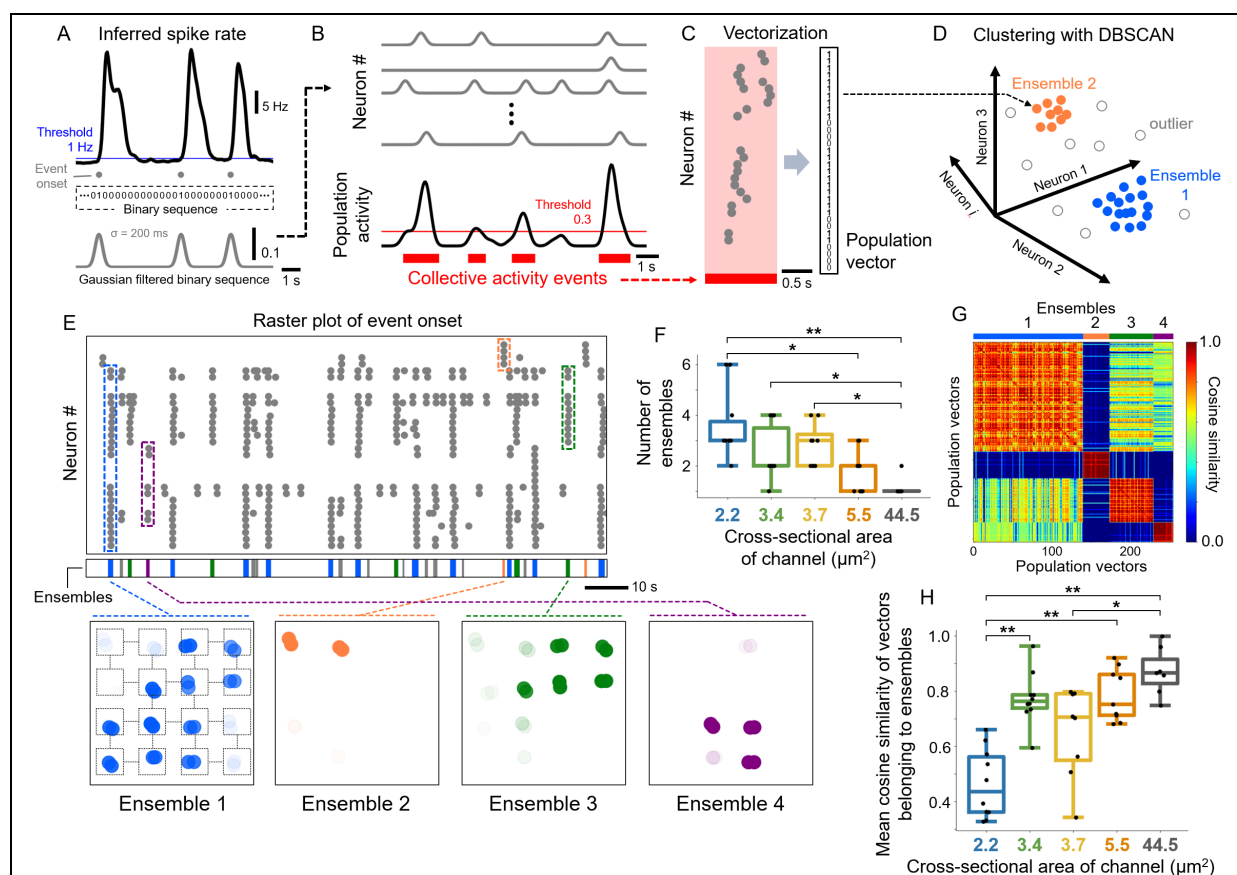 A
Inferred spike rate
5 Hz
Threshold
1 Hz
Event
onset
···010000000000001000000010000···
Binary sequence
σ = 200 ms
0.1
Gaussian filtered binary sequence
1 s
B
Neuron #
Population
activity
Threshold
0.3
1 s
Collective activity events
C
Vectorization
Neuron #
0.5 s
Population
vector
D
Clustering with DBSCAN
Ensemble 2
outlier
Neuron 3
Neuron 1
Ensemble
1
Neuron i
Neuron 2
E
Raster plot of event onset
Neuron #
Ensembles
10 s
Ensemble 1
Ensemble 2
Ensemble 3
Ensemble 4
F
**
*
*
*
Number of
ensembles
6
4
2
2.2 3.4 3.7 5.5 44.5
Cross-sectional area
of channel (μm²)
G
Ensembles
1 2 3 4
Population vectors
0 100 200
Population vectors
1.0
0.0
Cosine similarity
H
**
** *
**
Mean cosine similarity of vectors
belonging to ensembles
1.0
0.8
0.6
0.4
2.2 3.4 3.7 5.5 44.5
Cross-sectional area of channel (μm²)